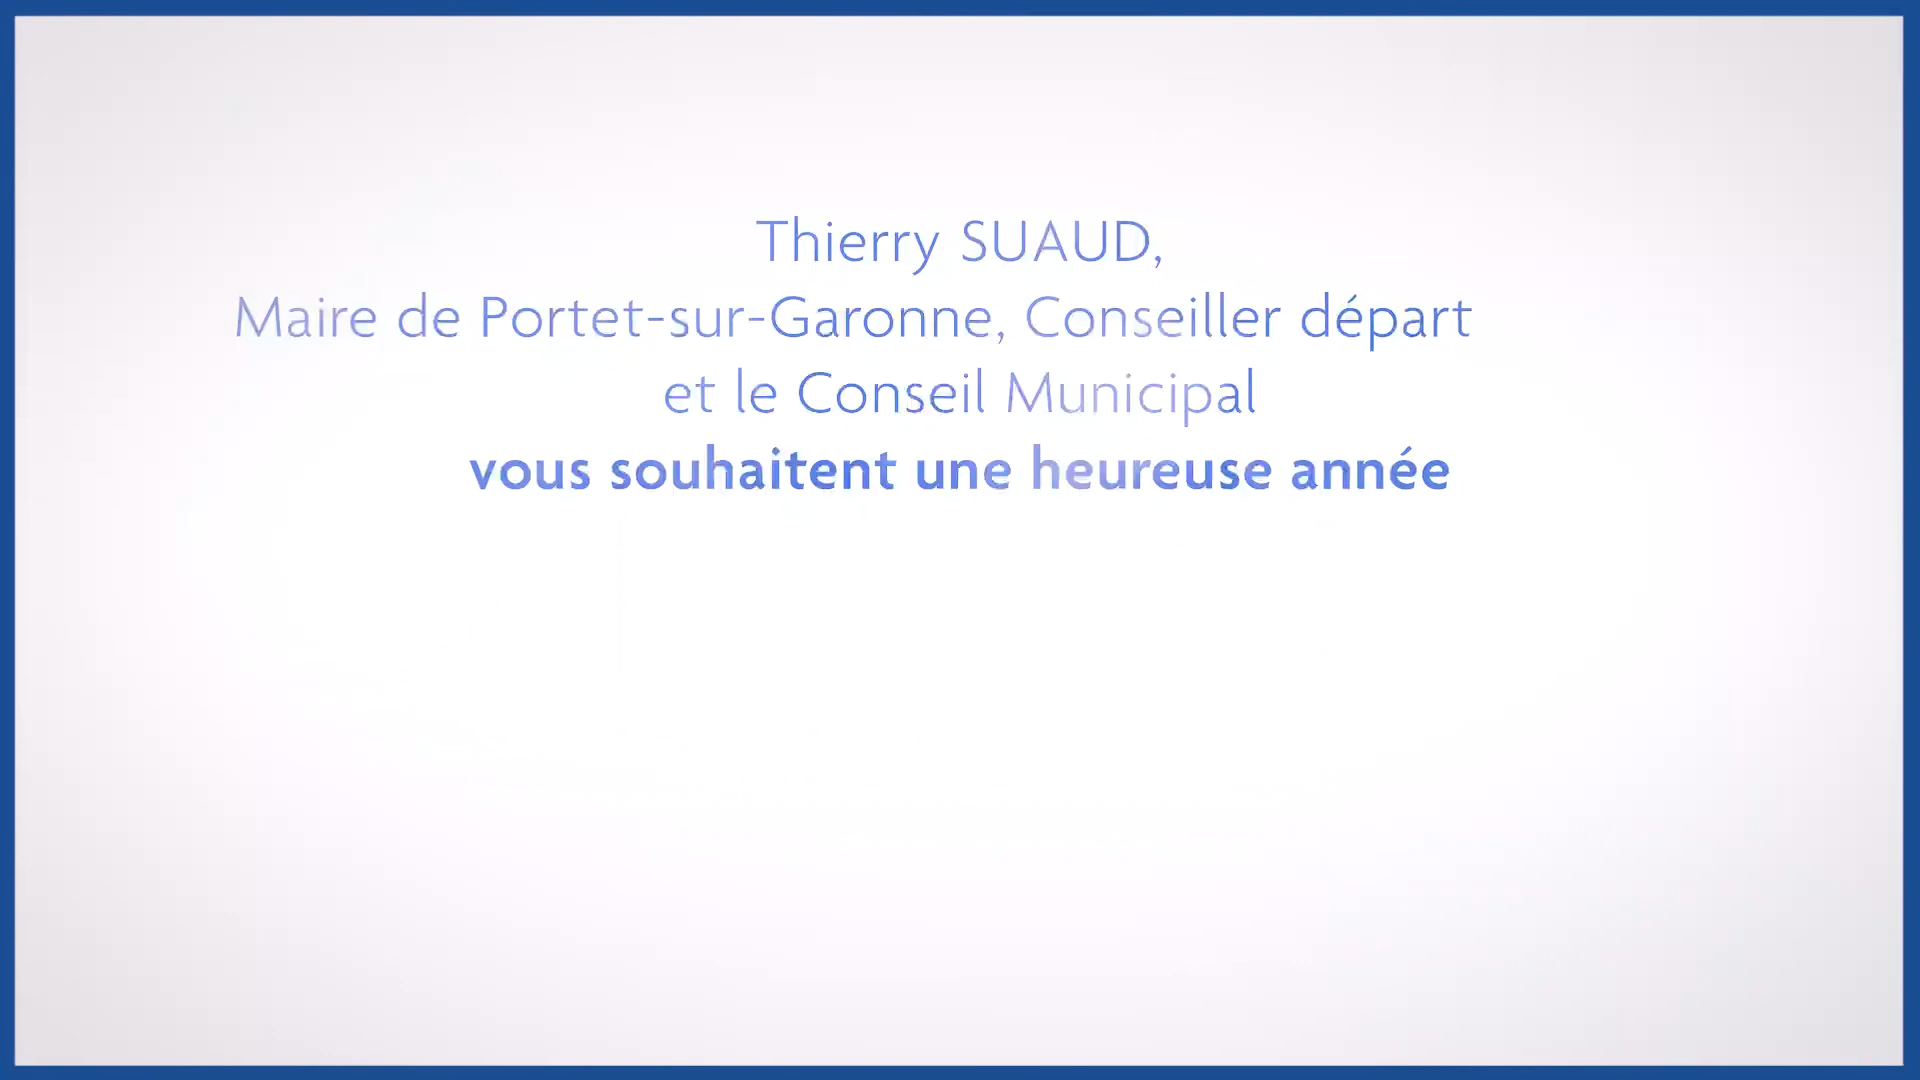 Thierry SUAUD,
Maire de Portet-sur-Garonne, Conseiller départ
et le Conseil Municipal
vous souhaitent une heureuse année